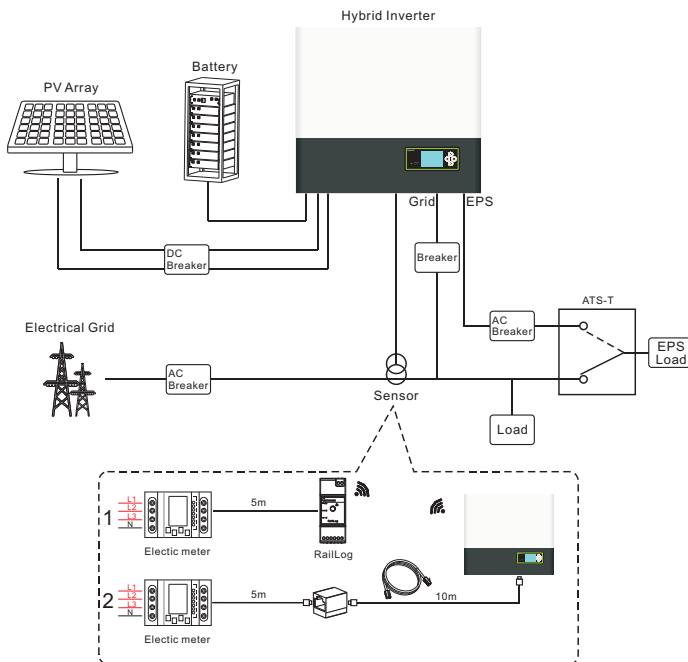 Hybrid Inverter
Battery
PV Array
Grid
EPS
DC
Breaker
Breaker
ATS-T
AC
Breaker
EPS
Load
Electrical Grid
AC
Breaker
Sensor
Load
1
L1
L2
L3
N
5m
RailLog
Electic meter
2
L1
L2
L3
N
5m
10m
Electic meter